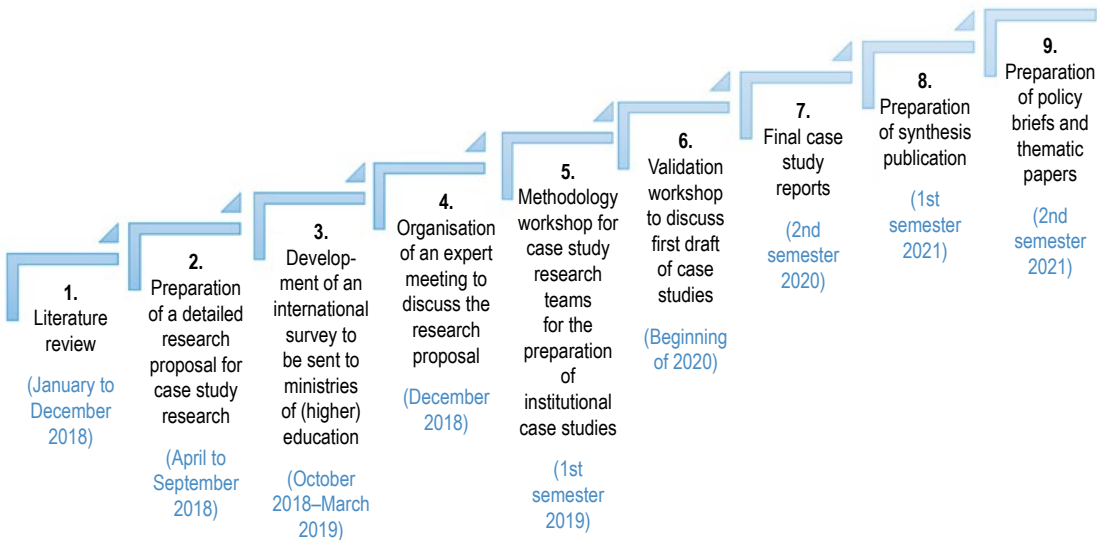 1.
Literature
review
(January to
December
2018)
2.
Preparation
of a detailed
research
proposal for
case study
research
(April to
September
2018)
3.
Develop-
ment of an
international
survey to
be sent to
ministries
of (higher)
education
(October
2018–March
2019)
4.
Organisation
of an expert
meeting to
discuss the
research
proposal
(December
2018)
5.
Methodology
workshop for
case study
research
teams
for the
preparation
of
institutional
case studies
(1st
semester
2019)
6.
Validation
workshop
to discuss
first draft
of case
studies
(Beginning
of 2020)
7.
Final case
study
reports
(2nd
semester
2020)
8.
Preparation
of synthesis
publication
(1st
semester
2021)
9.
Preparation
of policy
briefs and
thematic
papers
(2nd
semester
2021)